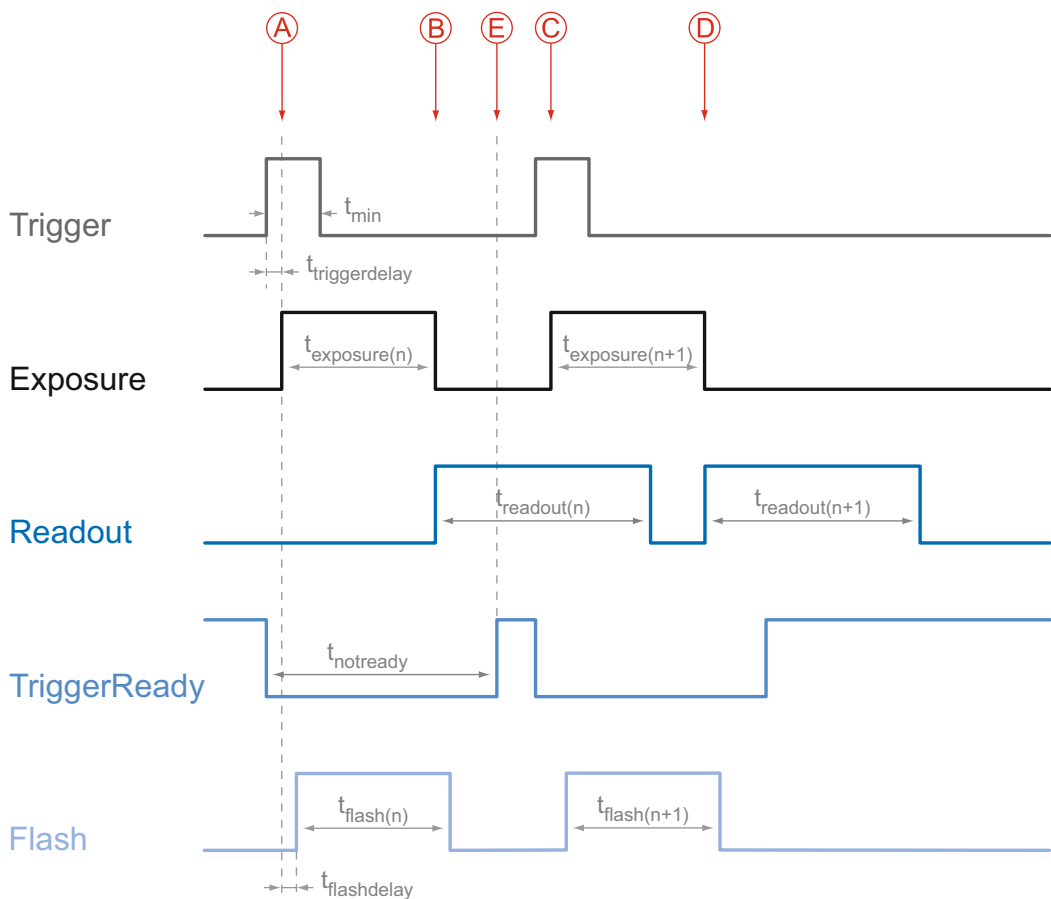 A B E C D
Trigger
t_min
t_triggerdelay
Exposure
t_exposure(n) t_exposure(n+1)
Readout
t_readout(n) t_readout(n+1)
TriggerReady
t_notready
Flash
t_flash(n) t_flash(n+1)
t_flashdelay